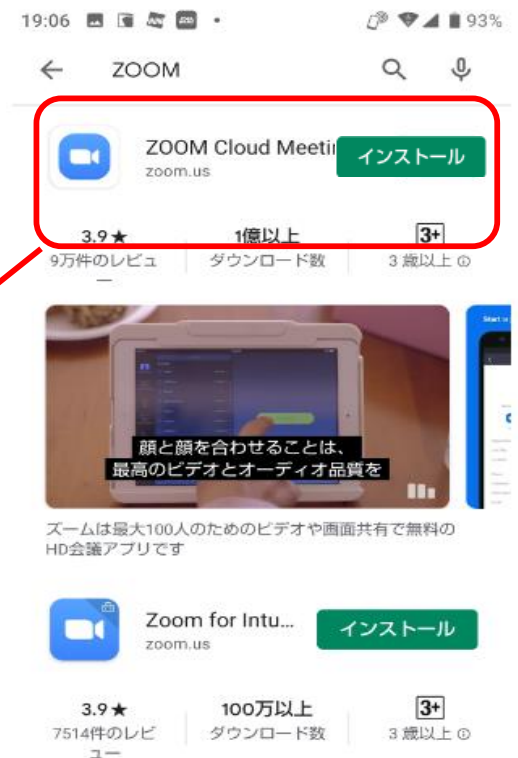 19:06 93%
ZOOM
ZOOM Cloud Meetin
インストール
zoom.us
3.9★ 1億以上 3+
9万件のレビュ ダウンロード数 3 歳以上
ー
Start
顔と顔を合わせることは、
最高のビデオとオーディオ品質を
ズームは最大100人のためのビデオや画面共有で無料の
HD会議アプリです
Zoom for Intu...
インストール
zoom.us
3.9★ 100万以上 3+
7514件のレビ ダウンロード数 3 歳以上
ュー